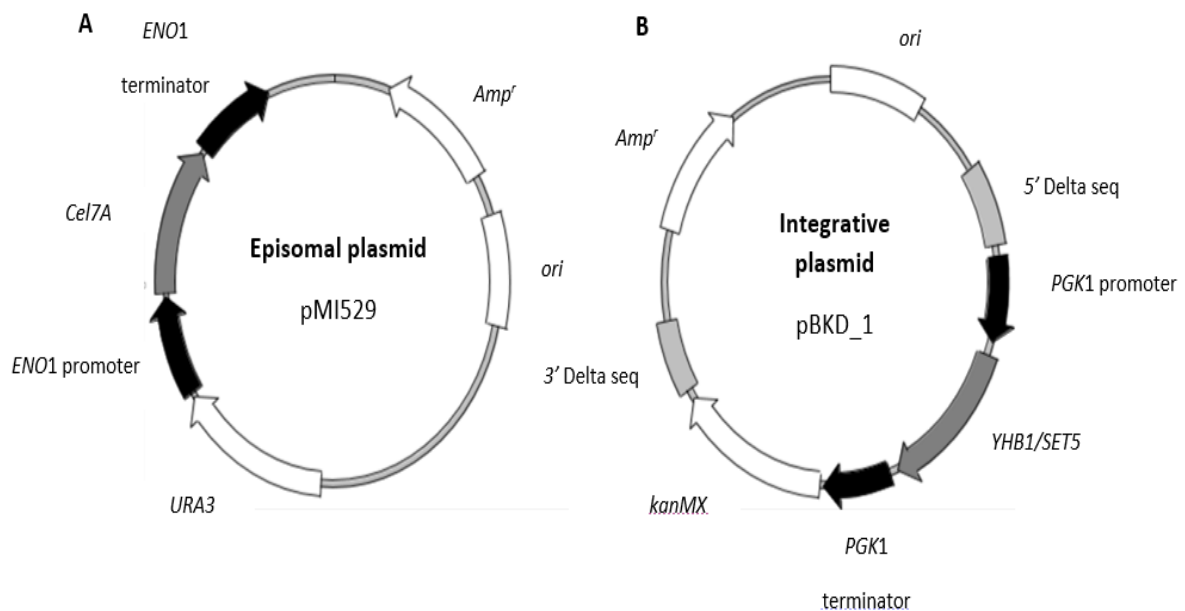 A
ENO1
terminator
Ampʳ
Cel7A
Episomal plasmid
pMI529
ori
ENO1 promoter
URA3
B
ori
Ampʳ
5' Delta seq
Integrative
plasmid
pBKD_1
PGK1 promoter
3' Delta seq
YHB1/SET5
kanMX
PGK1
terminator